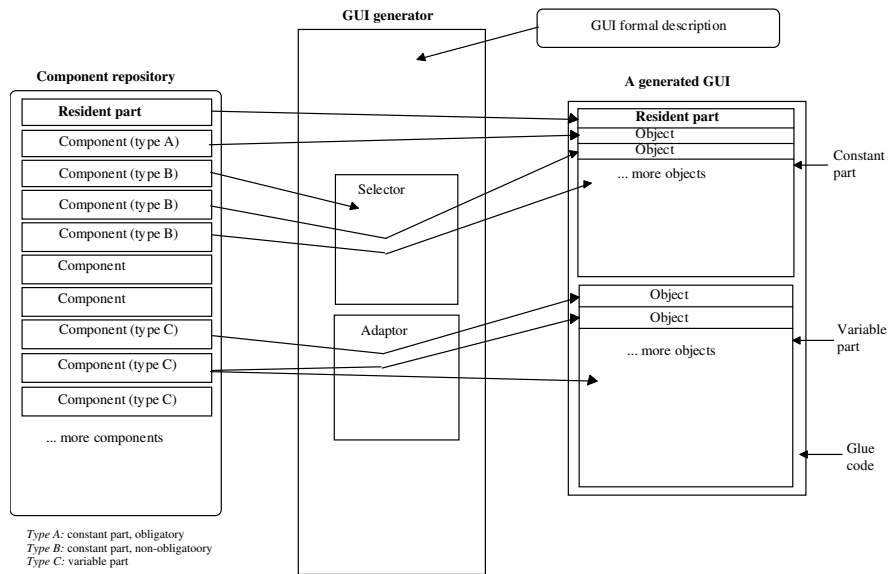 GUI generator
GUI formal description
Component repository
Resident part
Component (type A)
Component (type B)
Component (type B)
Component (type B)
Component
Component
Component (type C)
Component (type C)
Component (type C)
... more components
Selector
Adaptor
A generated GUI
Resident part
Object
Object
... more objects
Constant
part
Object
Object
... more objects
Variable
part
Glue
code
Type A: constant part, obligatory
Type B: constant part, non-obligatoory
Type C: variable part